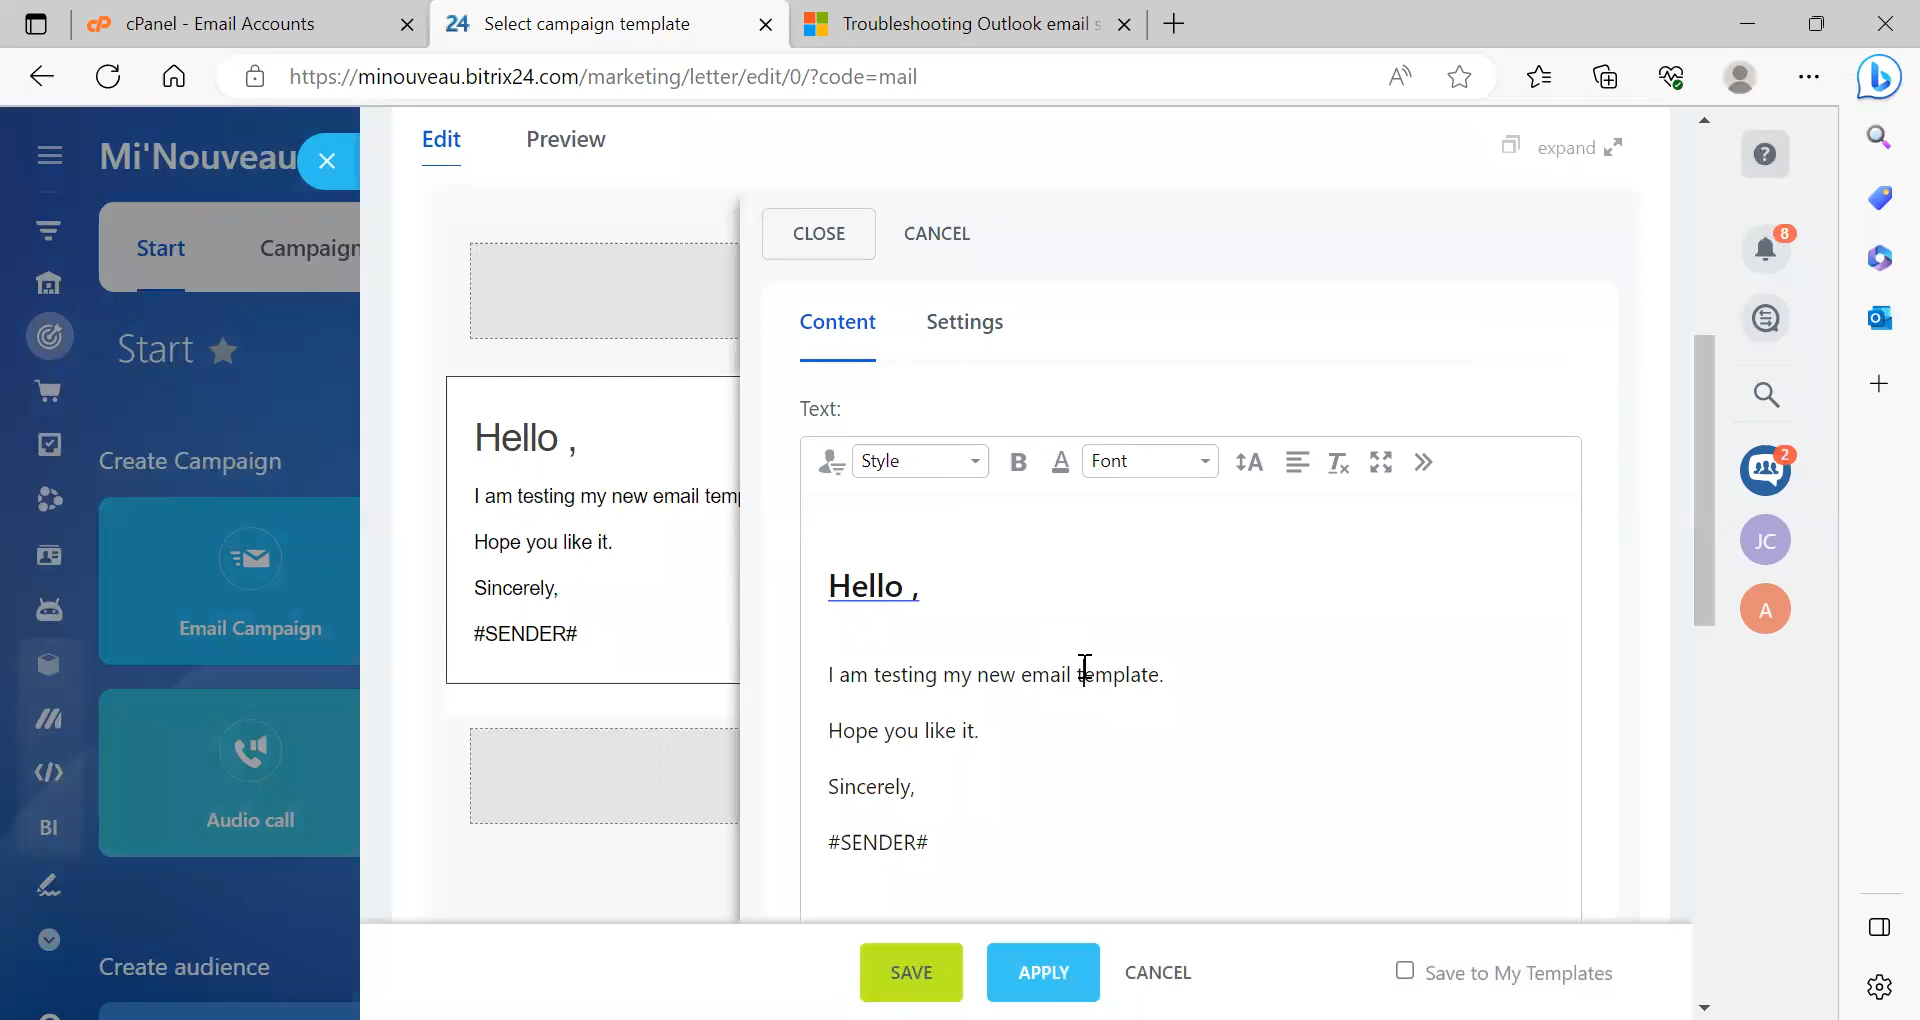 cPanel - Email Accounts
24 Select campaign template
Troubleshooting Outlook email s
https://minouveau.bitrix24.com/marketing/letter/edit/0/?code=mail
Mi'Nouveau
Start
Campaign
Start
Create Campaign
Email Campaign
Audio call
BI
Create audience
Edit
Preview
expand
Hello ,
I am testing my new email temp
Hope you like it.
Sincerely,
#SENDER#
CLOSE
CANCEL
Content
Settings
Text:
Style
B
A
Font
Hello ,
I am testing my new email template.
Hope you like it.
Sincerely,
#SENDER#
SAVE
APPLY
CANCEL
Save to My Templates
8
2
JC
A